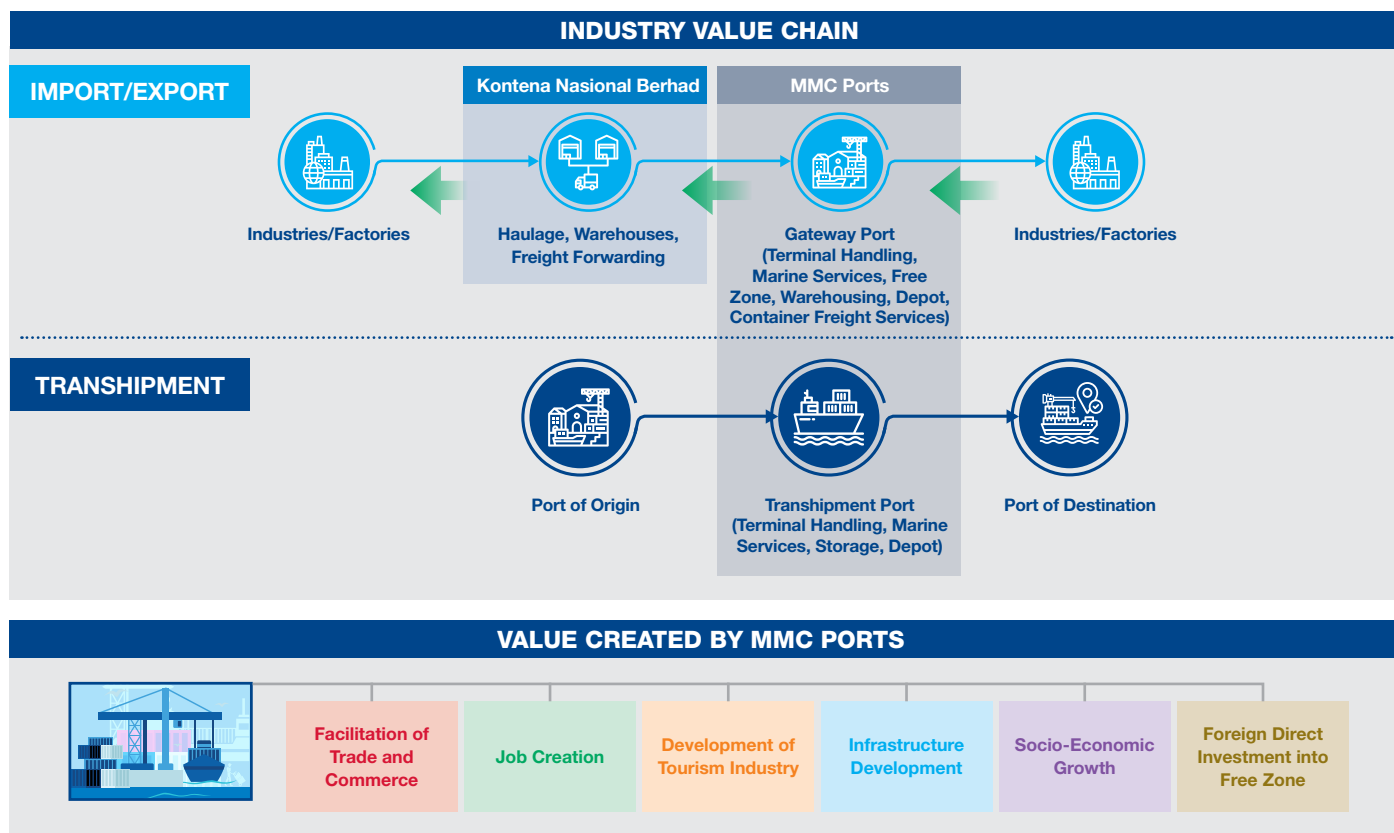 INDUSTRY VALUE CHAIN
IMPORT/EXPORT
Kontena Nasional Berhad
MMC Ports
Industries/Factories
Haulage, Warehouses,
Freight Forwarding
Gateway Port
(Terminal Handling,
Marine Services, Free
Zone, Warehousing, Depot,
Container Freight Services)
Industries/Factories
TRANSHIPMENT
Port of Origin
Transhipment Port
(Terminal Handling, Marine
Services, Storage, Depot)
Port of Destination
VALUE CREATED BY MMC PORTS
Facilitation of
Trade and
Commerce
Job Creation
Development of
Tourism Industry
Infrastructure
Development
Socio-Economic
Growth
Foreign Direct
Investment into
Free Zone